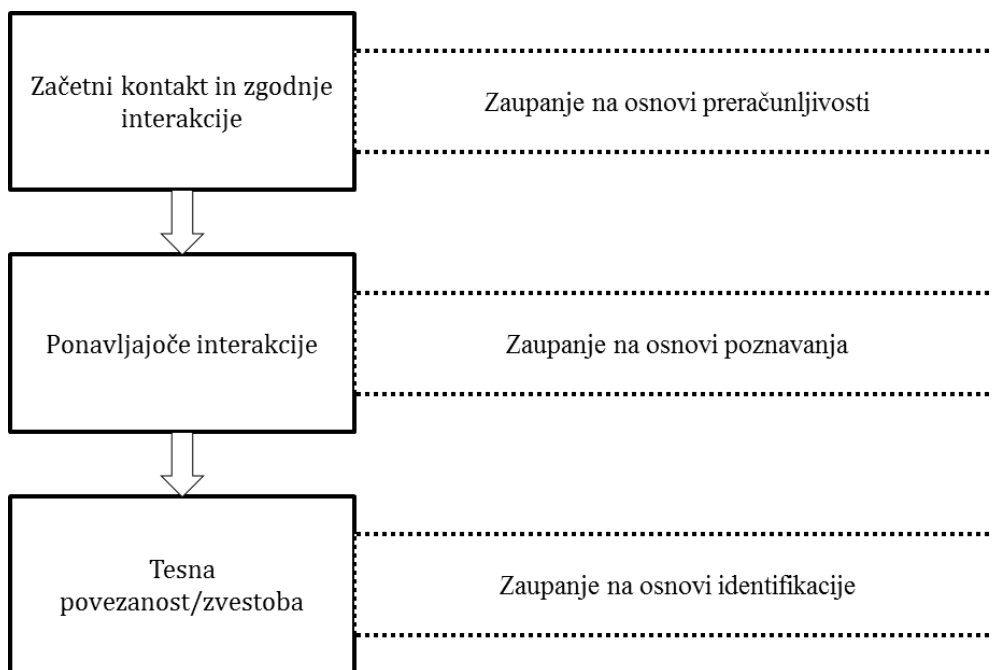 Začetni kontakt in zgodnje
interakcije
Zaupanje na osnovi preračunljivosti
Ponavljajoče interakcije
Zaupanje na osnovi poznavanja
Tesna
povezanost/zvestoba
Zaupanje na osnovi identifikacije